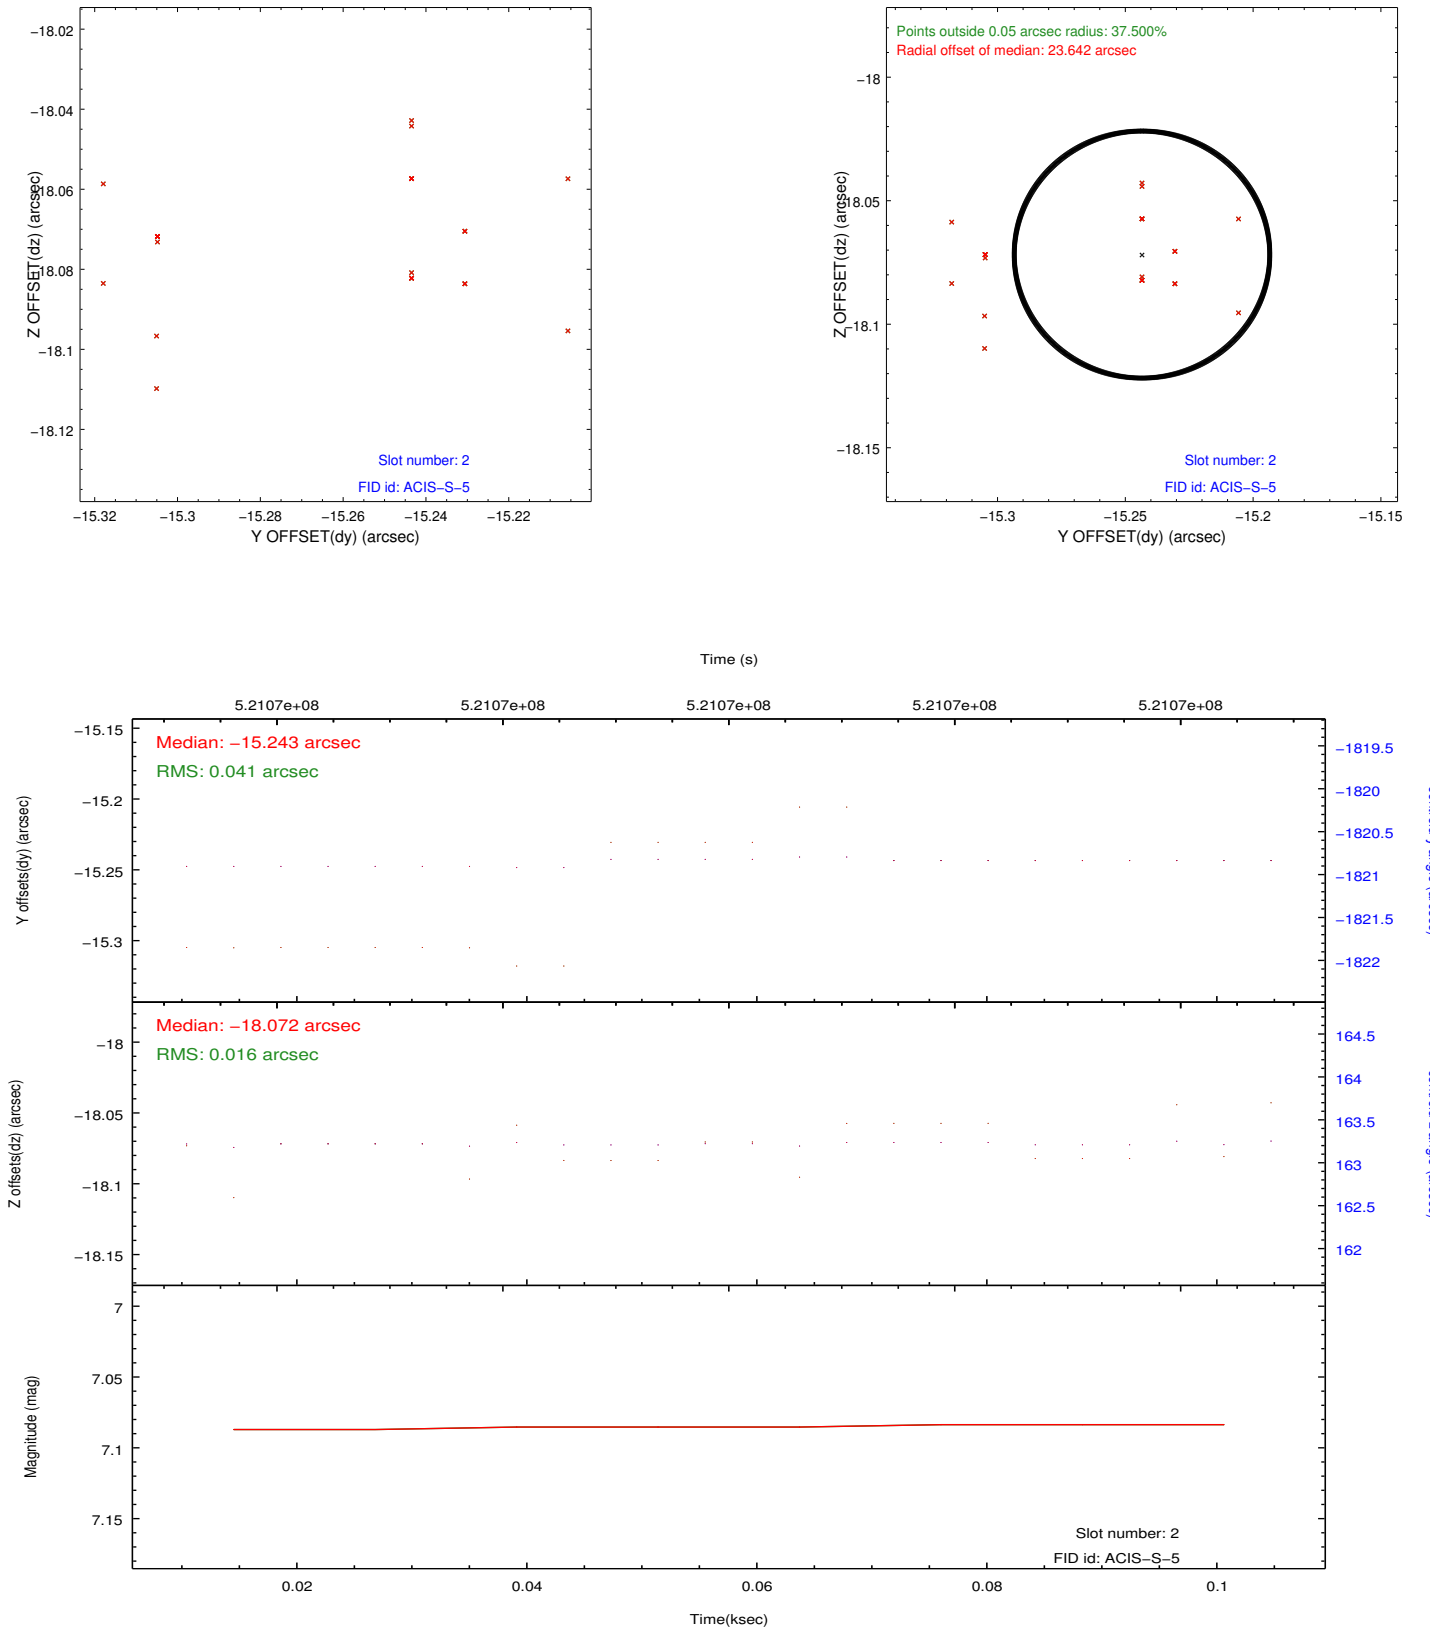 −18.02
−18.04
−18.06
−18.08
−18.1
−18.12
Z OFFSET(dz) (arcsec)
Slot number: 2
FID id: ACIS−S−5
−15.32
−15.3
−15.28
−15.26
−15.24
−15.22
Y OFFSET(dy) (arcsec)
Points outside 0.05 arcsec radius: 37.500%
Radial offset of median: 23.642 arcsec
−18
−18.05
−18.1
−18.15
Z OFFSET(dz) (arcsec)
Slot number: 2
FID id: ACIS−S−5
−15.3
−15.25
−15.2
−15.15
Y OFFSET(dy) (arcsec)
Time (s)
5.2107e+08
5.2107e+08
5.2107e+08
5.2107e+08
5.2107e+08
Median: −15.243 arcsec
RMS: 0.041 arcsec
−15.15
−15.2
−15.25
−15.3
Y offsets(dy) (arcsec)
−1819.5
−1820
−1820.5
−1821
−1821.5
−1822
Median: −18.072 arcsec
RMS: 0.016 arcsec
−18
−18.05
−18.1
−18.15
Z offsets(dz) (arcsec)
164.5
164
163.5
163
162.5
162
7
7.05
7.1
7.15
Magnitude (mag)
Slot number: 2
FID id: ACIS−S−5
0.02
0.04
0.06
0.08
0.1
Time(ksec)